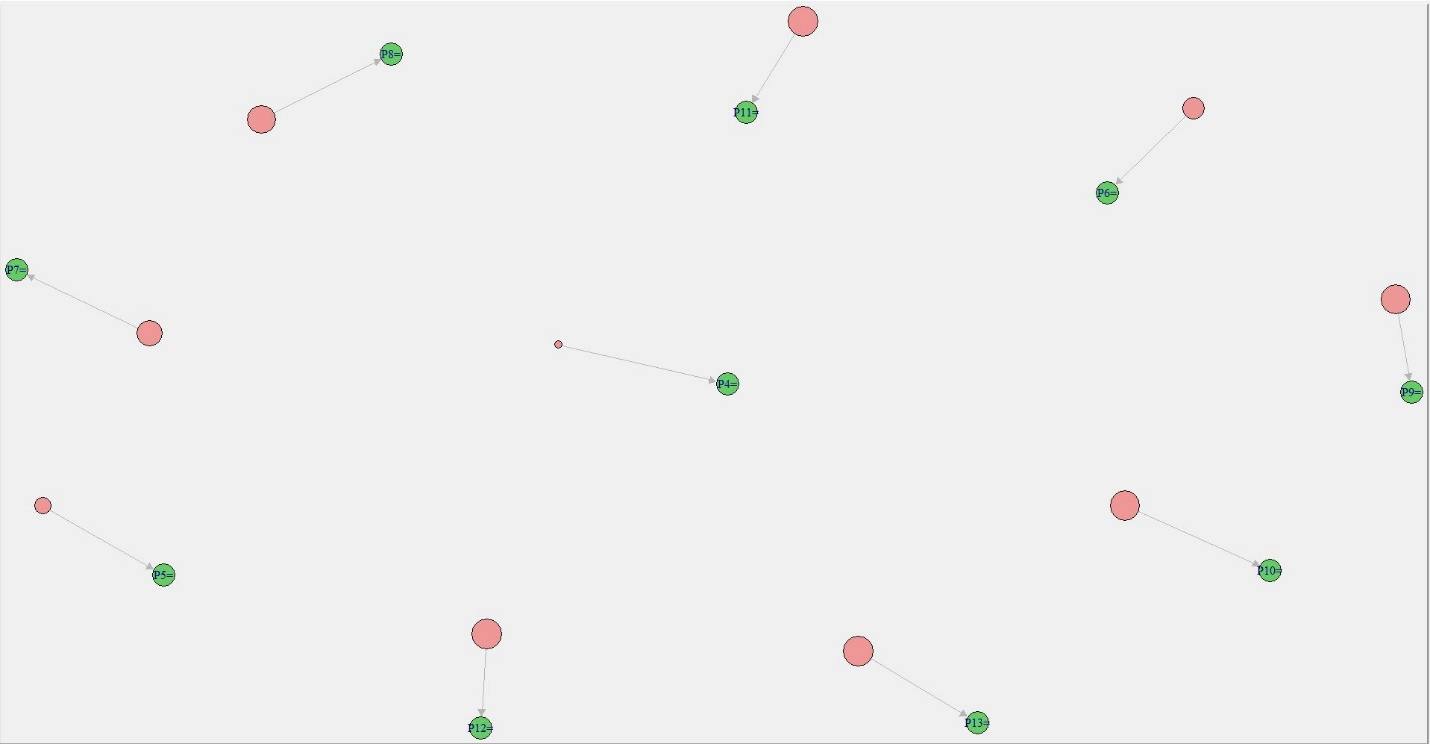 P8=
P11=
P6=
P7=
P4=
P9=
P5=
P10=
P12=
P13=